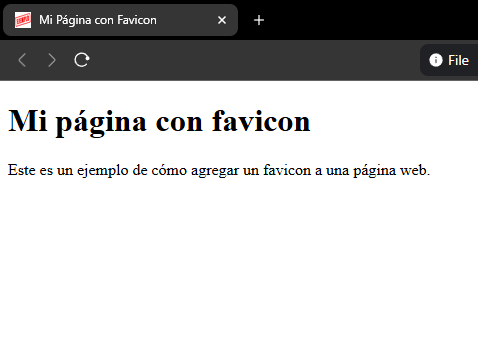 Mi Página con Favicon
File
Mi página con favicon
Este es un ejemplo de cómo agregar un favicon a una página web.